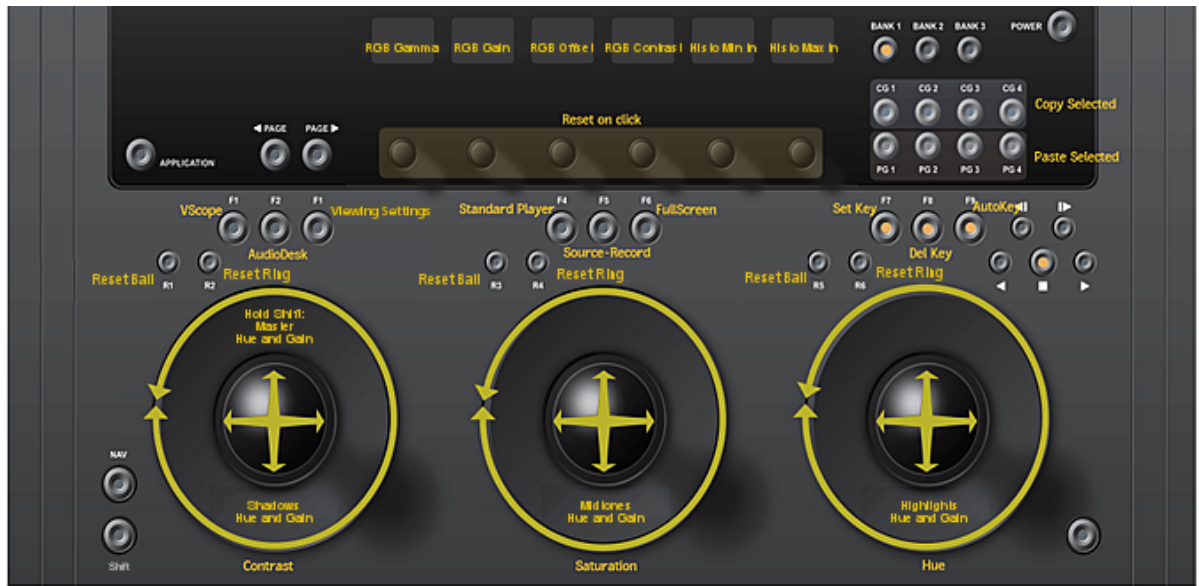 BANK 1 BANK 2 BANK 3 POWER
RGB Gamma RGB Gain RGB Offset RGB Contrast Histo Min In Histo Max In
CG 1 CG 2 CG 3 CG 4
Copy Selected
Reset on click
PAGE PAGE
APPLICATION
Paste Selected
PG 1 PG 2 PG 3 PG 4
F1 F2 F1 F4 F5 F6 F7 F8 F9
VScope Viewing Settings Standard Player FullScreen Set Key AutoKey
AudioDesk Source-Record Del Key
Reset Ball R1 R2 Reset Ring Reset Ball R3 R4 Reset Ring Reset Ball R5 R6 Reset Ring
Hold Shift:
Master
Hue and Gain
NAV
Shadows
Hue and Gain
Midtones
Hue and Gain
Highlights
Hue and Gain
Shift
Contrast Saturation Hue